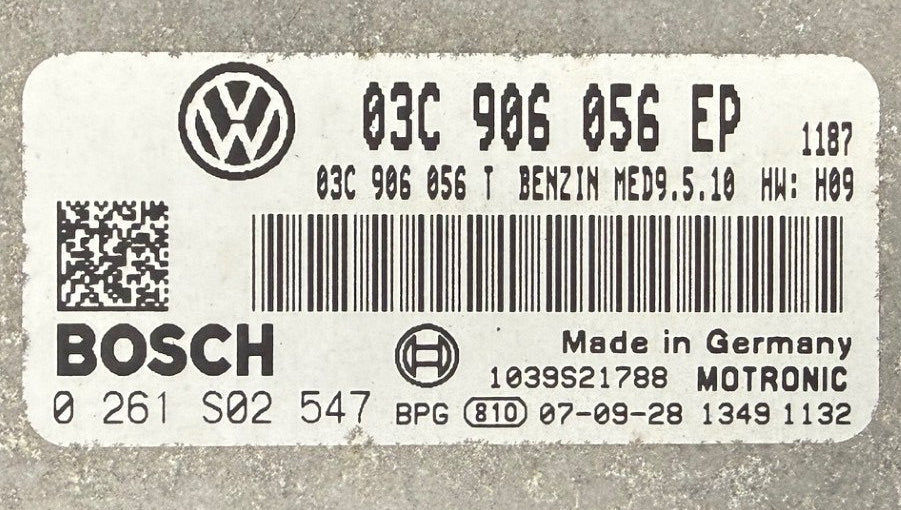 03C 906 056 EP 1187
03C 906 056 T BENZIN MED9.5.10 HW: H09
BOSCH
Made in Germany
1039S21788 MOTRONIC
0 261 S02 547 BPG 810 07-09-28 1349 1132